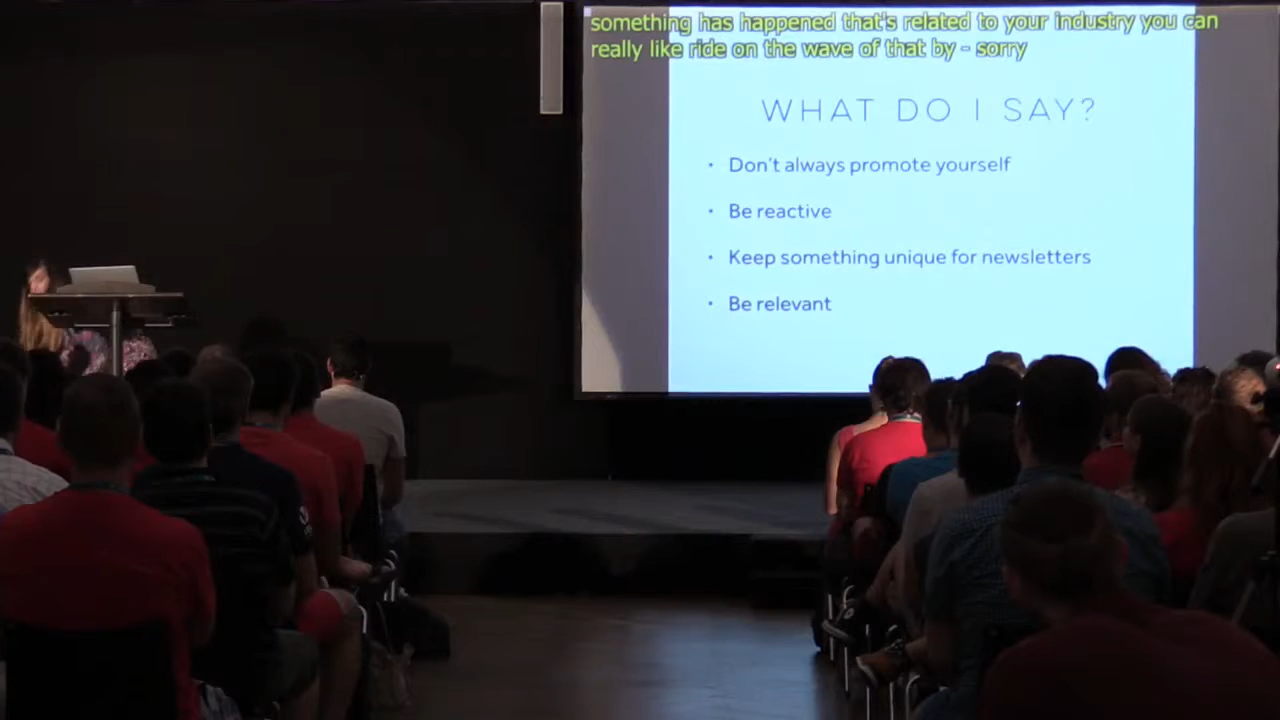 something has happened that's related to your industry you can
really like ride on the wave of that by - sorry
WHAT DO I SAY?
• Don't always promote yourself
• Be reactive
• Keep something unique for newsletters
• Be relevant